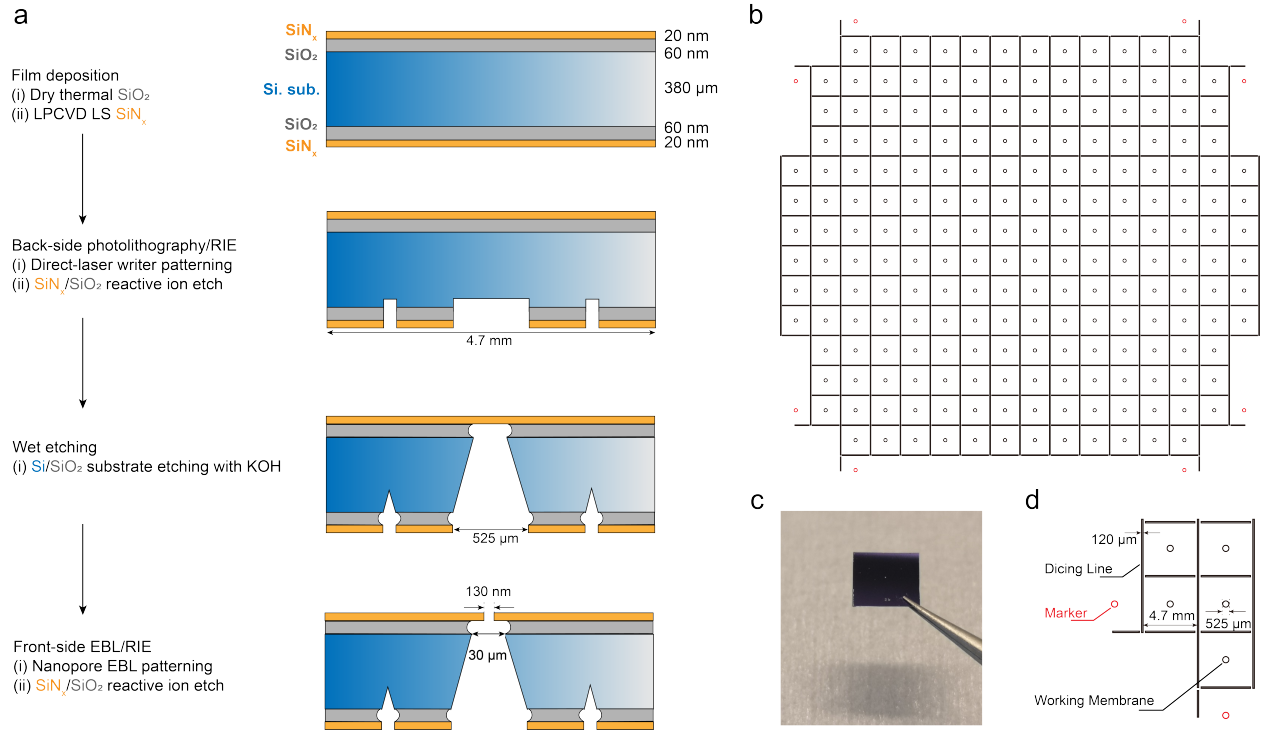 a
SiNₓ
20 nm
SiO₂
60 nm
Film deposition
(i) Dry thermal SiO₂
(ii) LPCVD LS SiNₓ
Si. sub.
380 µm
SiO₂
60 nm
SiNₓ
20 nm
Back-side photolithography/RIE
(i) Direct-laser writer patterning
(ii) SiNₓ/SiO₂ reactive ion etch
4.7 mm
Wet etching
(i) Si/SiO₂ substrate etching with KOH
525 µm
130 nm
30 µm
Front-side EBL/RIE
(i) Nanopore EBL patterning
(ii) SiNₓ/SiO₂ reactive ion etch
b
c
d
120 µm
Dicing Line
Marker
4.7 mm
525
µm
Working Membrane